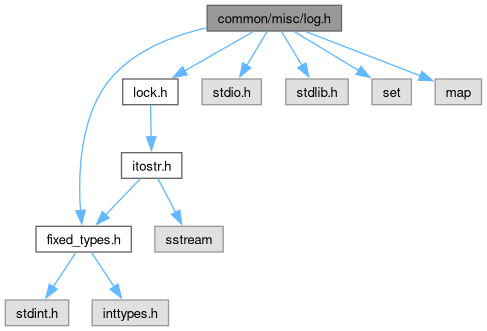 common/misc/log.h
lock.h
stdio.h
stdlib.h
set
map
itostr.h
fixed_types.h
sstream
stdint.h
inttypes.h